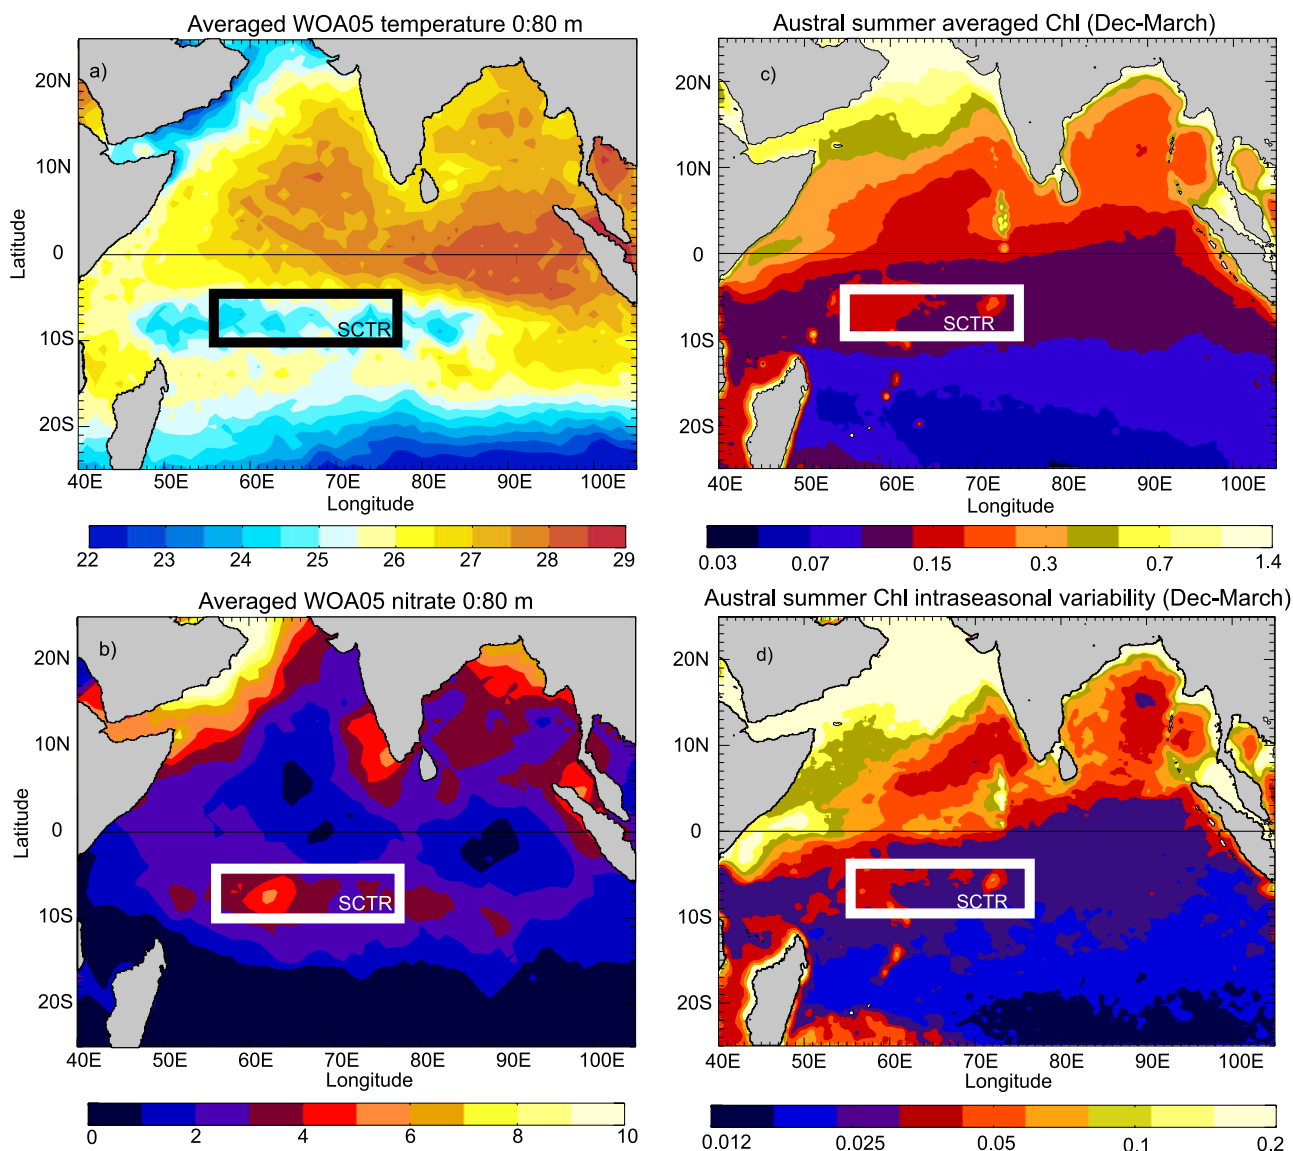 Averaged WOA05 temperature 0:80 m
a)
20N
10N
0
10S
20S
Latitude
SCTR
40E 50E 60E 70E 80E 90E 100E
Longitude
22 23 24 25 26 27 28 29
Austral summer averaged Chl (Dec-March)
c)
20N
10N
0
10S
20S
SCTR
40E 50E 60E 70E 80E 90E 100E
Longitude
0.03 0.07 0.15 0.3 0.7 1.4
Averaged WOA05 nitrate 0:80 m
b)
20N
10N
0
10S
20S
Latitude
SCTR
40E 50E 60E 70E 80E 90E 100E
Longitude
0 2 4 6 8 10
Austral summer Chl intraseasonal variability (Dec-March)
d)
20N
10N
0
10S
20S
Latitude
SCTR
40E 50E 60E 70E 80E 90E 100E
Longitude
0.012 0.025 0.05 0.1 0.2